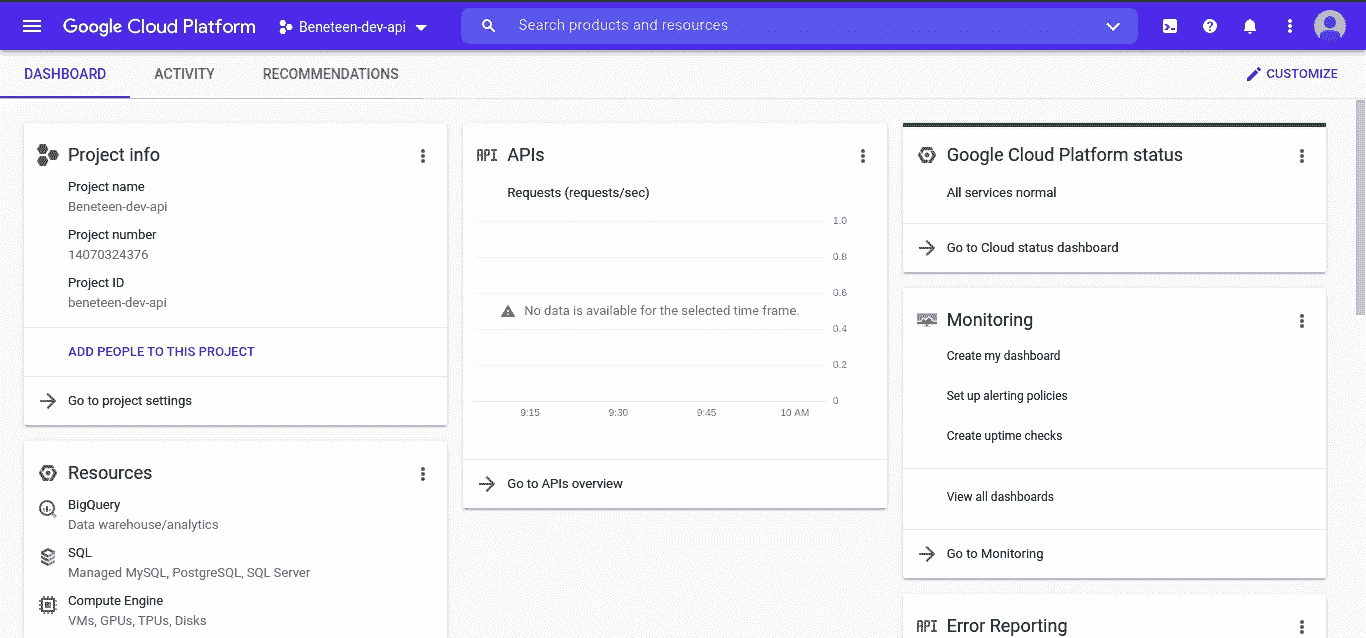 Google Cloud Platform
Beneteen-dev-api
Search products and resources
DASHBOARD
ACTIVITY
RECOMMENDATIONS
CUSTOMIZE
Project info
Project name
Beneteen-dev-api
Project number
14070324376
Project ID
beneteen-dev-api
ADD PEOPLE TO THIS PROJECT
Go to project settings
Resources
BigQuery
Data warehouse/analytics
SQL
Managed MySQL, PostgreSQL, SQL Server
Compute Engine
VMs, GPUs, TPUs, Disks
API APIs
Requests (requests/sec)
1.0
0.8
0.6
No data is available for the selected time frame.
0.4
0.2
0
9:15 9:30 9:45 10 AM
Go to APIs overview
Google Cloud Platform status
All services normal
Go to Cloud status dashboard
Monitoring
Create my dashboard
Set up alerting policies
Create uptime checks
View all dashboards
Go to Monitoring
API Error Reporting